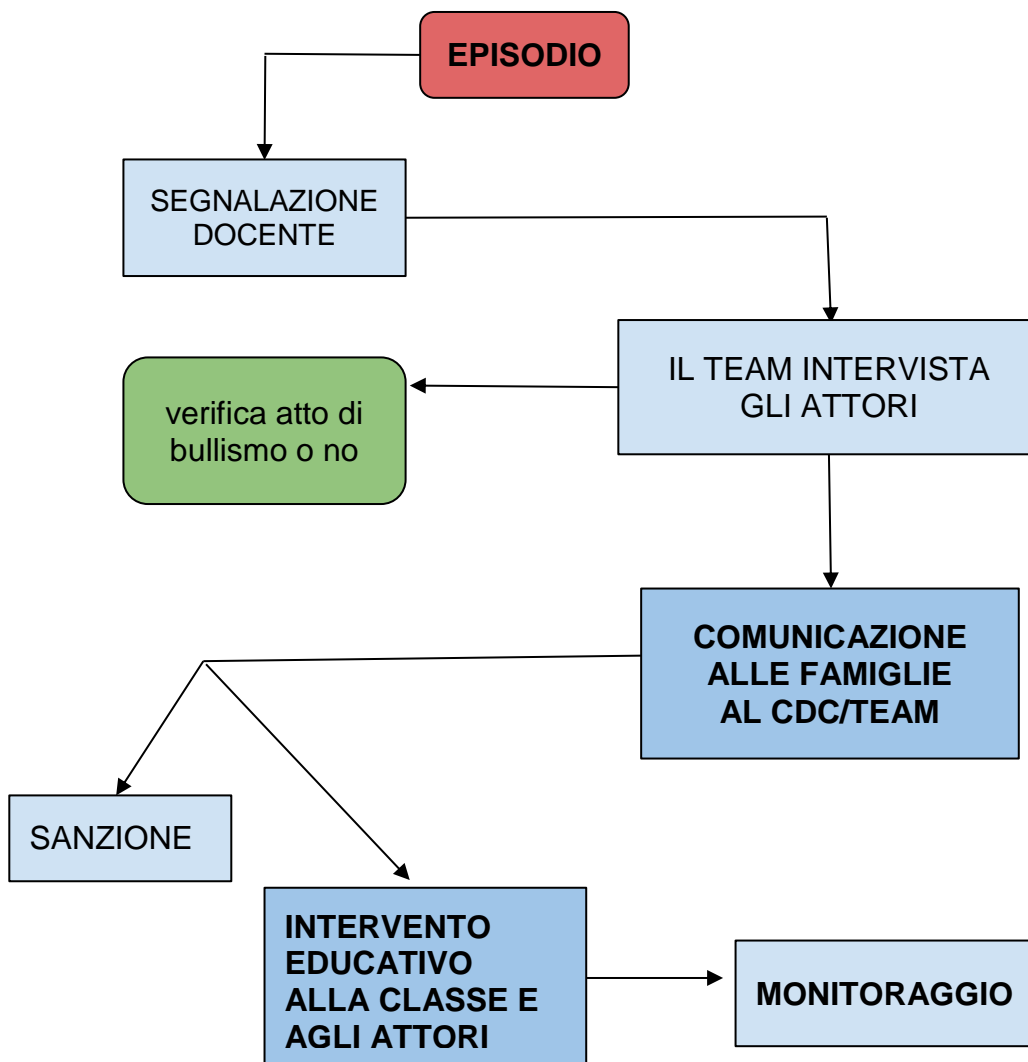 EPISODIO
SEGNALAZIONE
DOCENTE
IL TEAM INTERVISTA
GLI ATTORI
verifica atto di
bullismo o no
COMUNICAZIONE
ALLE FAMIGLIE
AL CDC/TEAM
SANZIONE
INTERVENTO
EDUCATIVO
ALLA CLASSE E
AGLI ATTORI
MONITORAGGIO